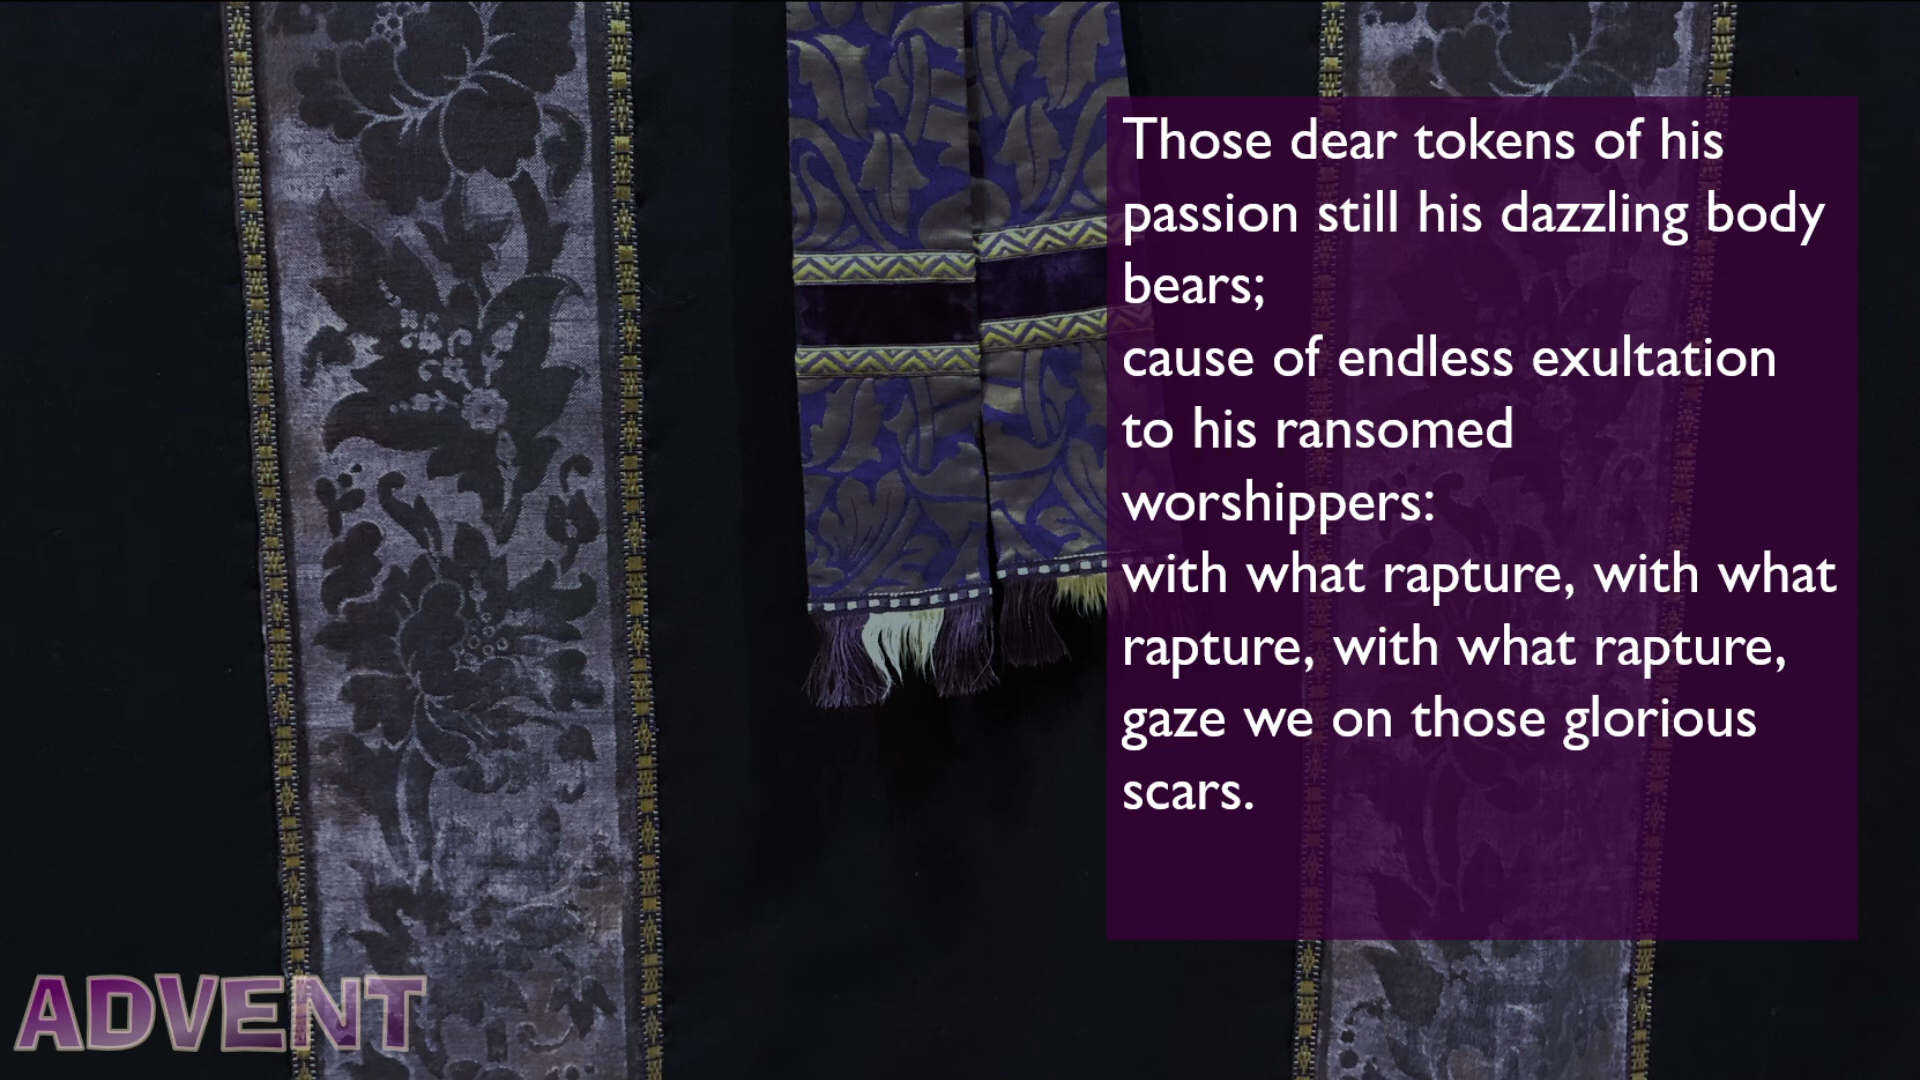 Those dear tokens of his
passion still his dazzling body
bears;
cause of endless exultation
to his ransomed
worshippers:
with what rapture, with what
rapture, with what rapture,
gaze we on those glorious
scars.
ADVENT